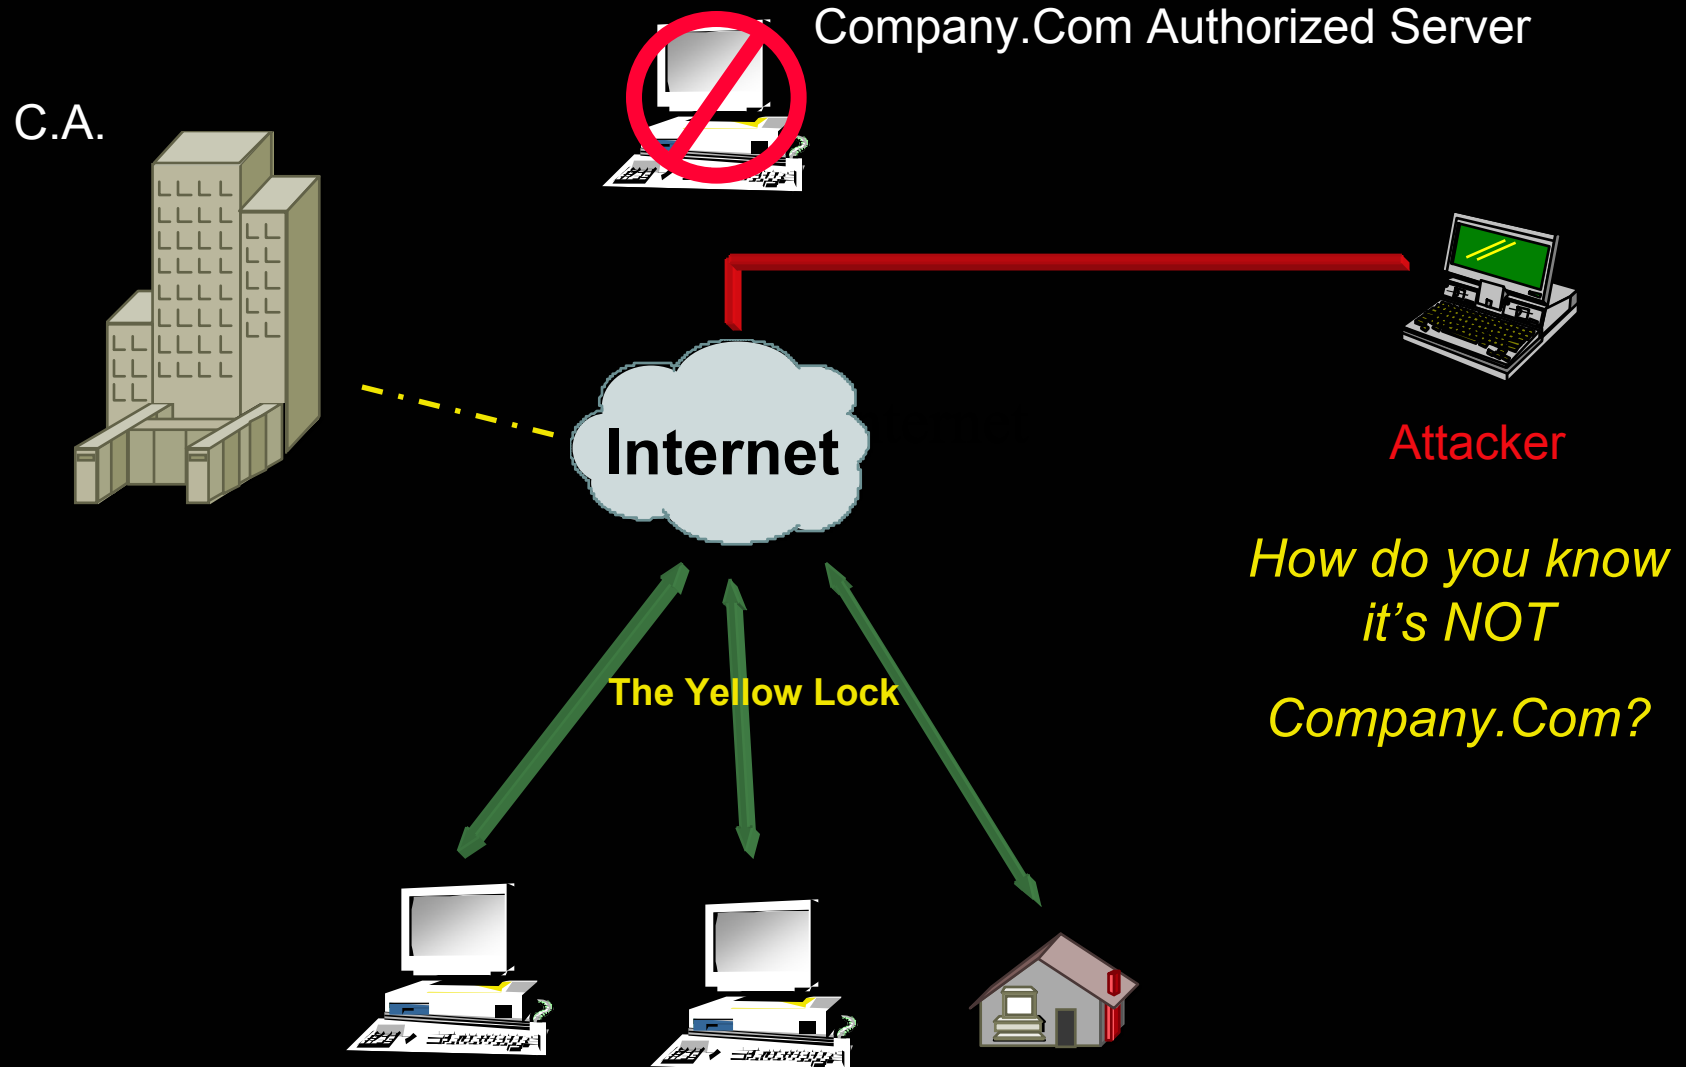 Company.Com Authorized Server
C.A.
Internet
Attacker
How do you know
it's NOT
Company.Com?
The Yellow Lock